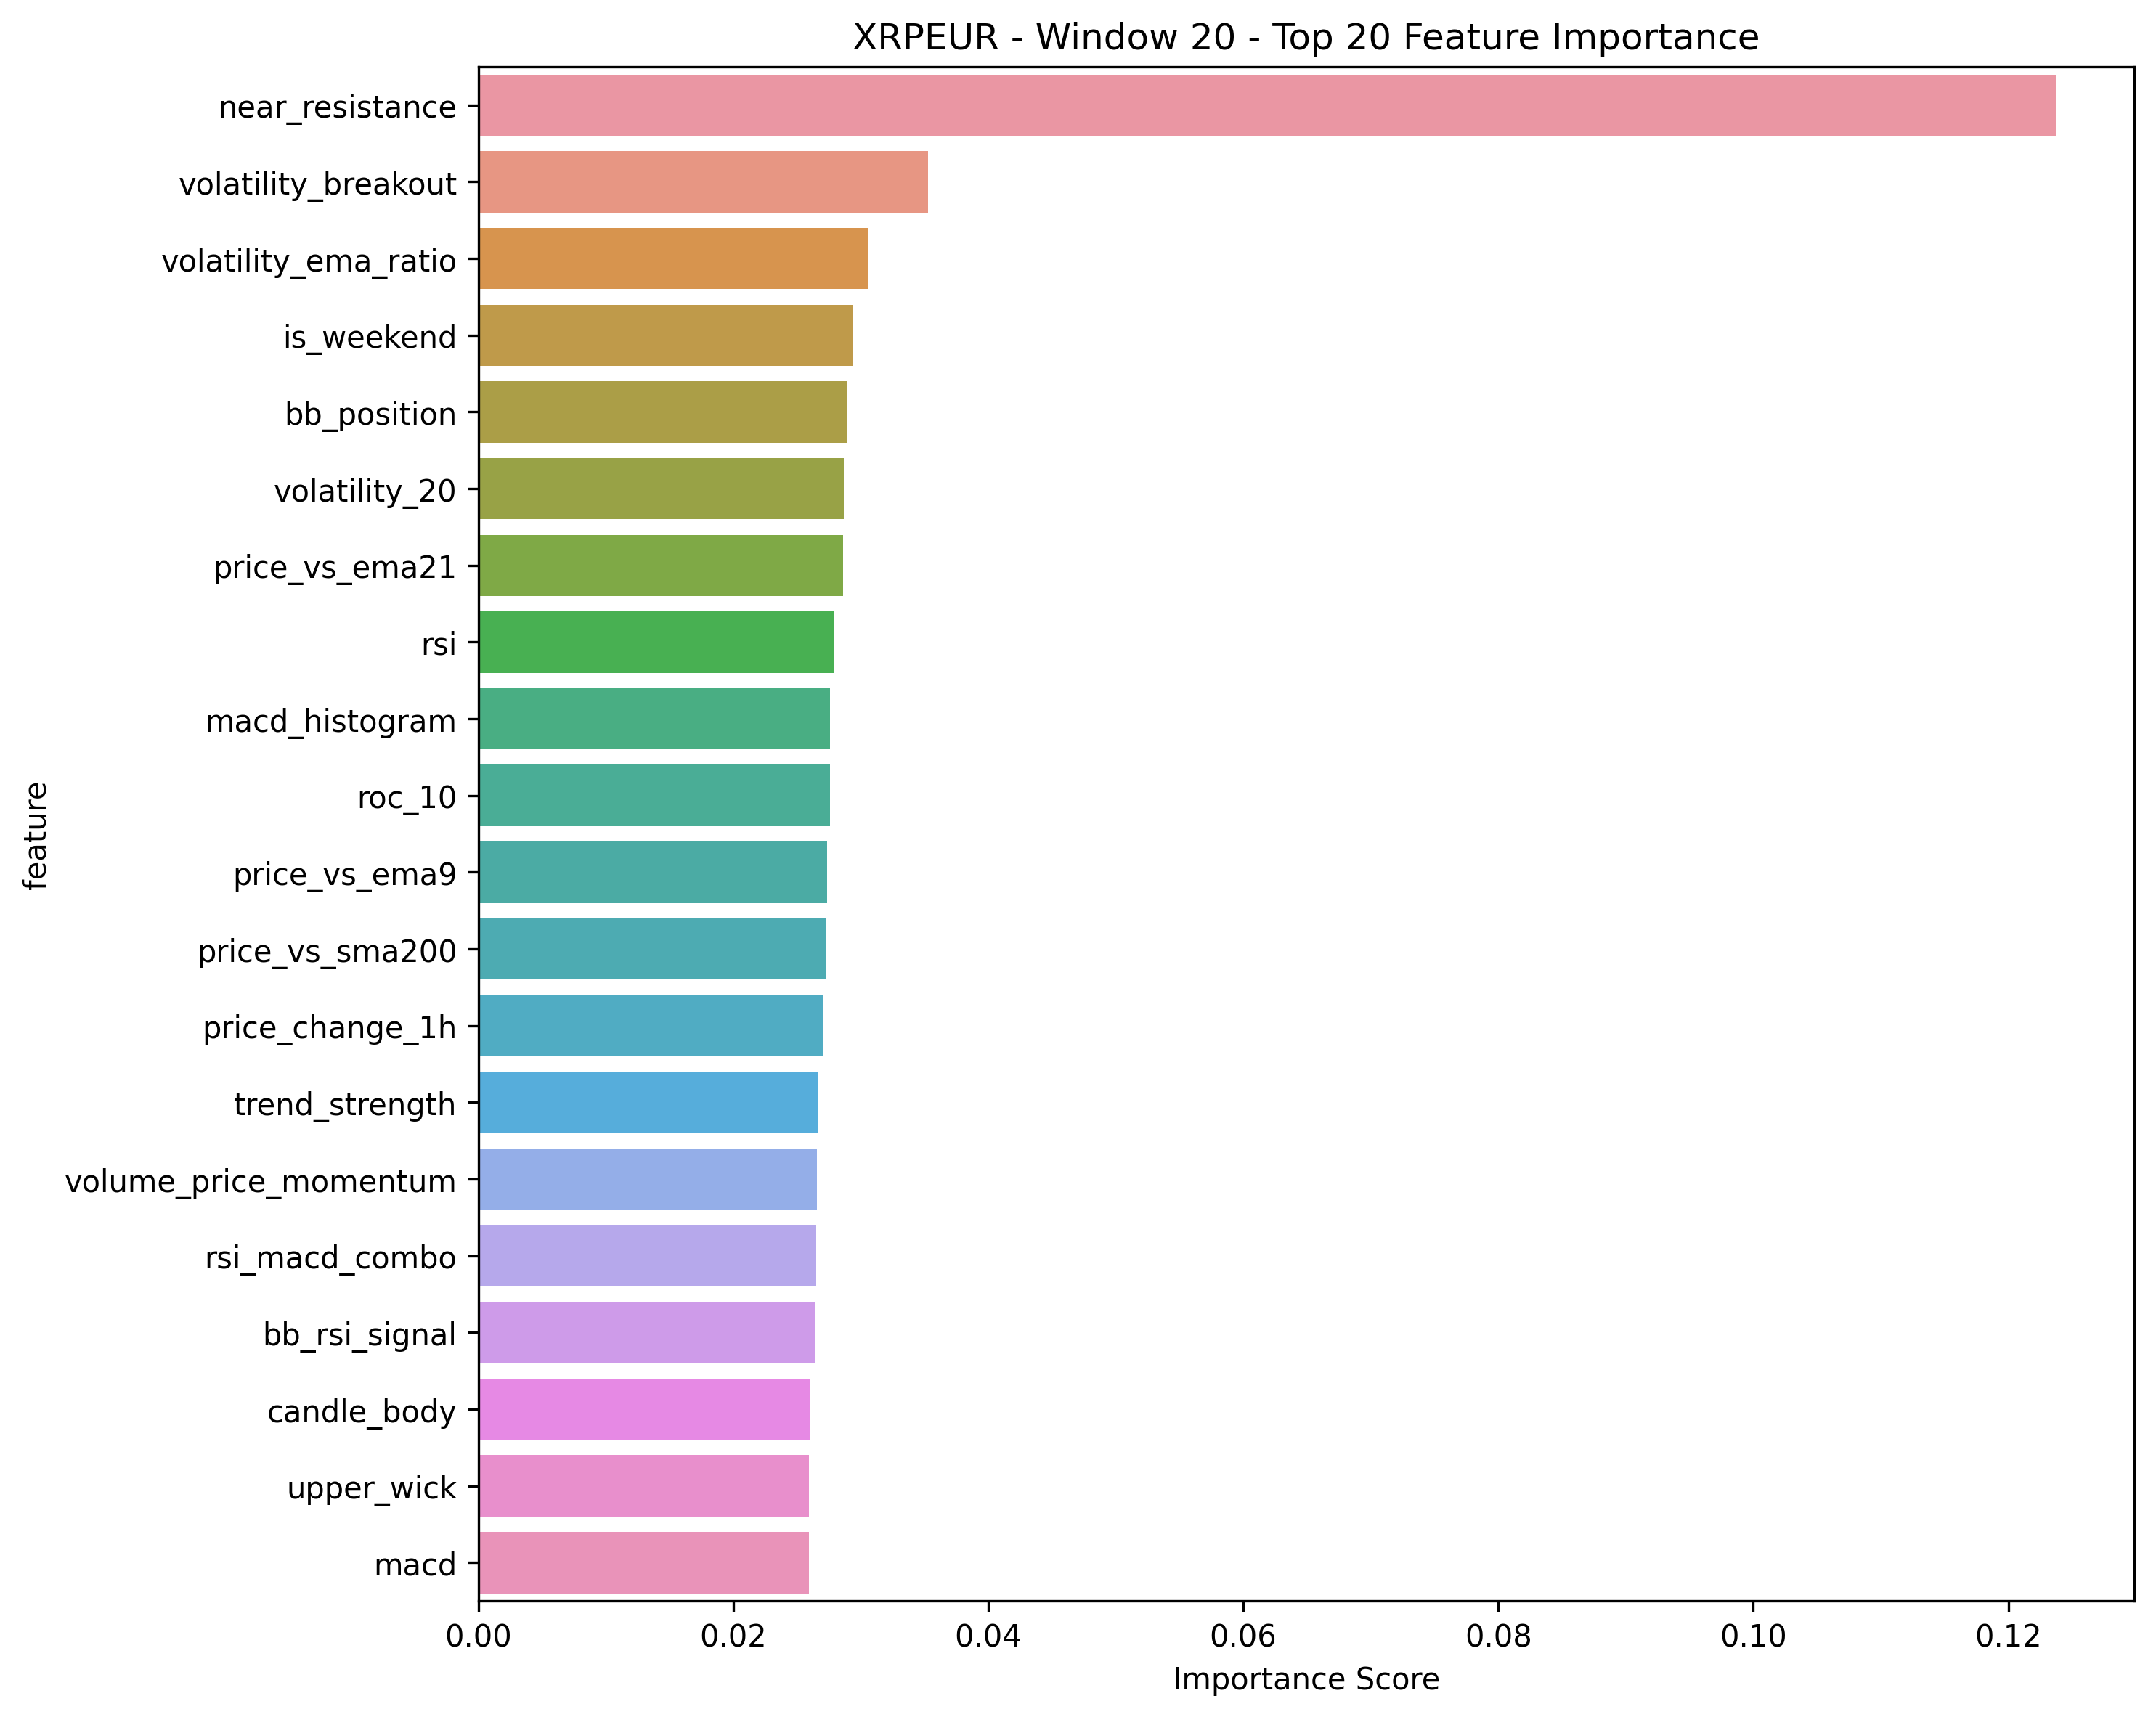 XRPEUR - Window 20 - Top 20 Feature Importance
near_resistance
volatility_breakout
volatility_ema_ratio
is_weekend
bb_position
volatility_20
price_vs_ema21
rsi
macd_histogram
roc_10
price_vs_ema9
price_vs_sma200
price_change_1h
trend_strength
volume_price_momentum
rsi_macd_combo
bb_rsi_signal
candle_body
upper_wick
macd
feature
0.00 0.02 0.04 0.06 0.08 0.10 0.12
Importance Score